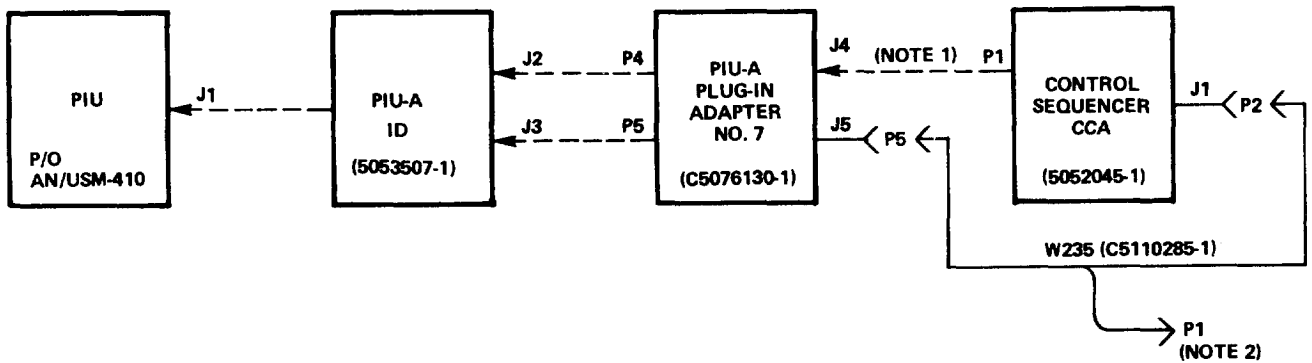 PIU
P/O
AN/USM-410
J1
PIU-A
ID
(5053507-1)
J2
P4
J3
P5
PIU-A
PLUG-IN
ADAPTER
NO. 7
(C5076130-1)
J4
(NOTE 1)
P1
J5
P5
CONTROL
SEQUENCER
CCA
(5052045-1)
J1
P2
W235 (C5110285-1)
P1
(NOTE 2)